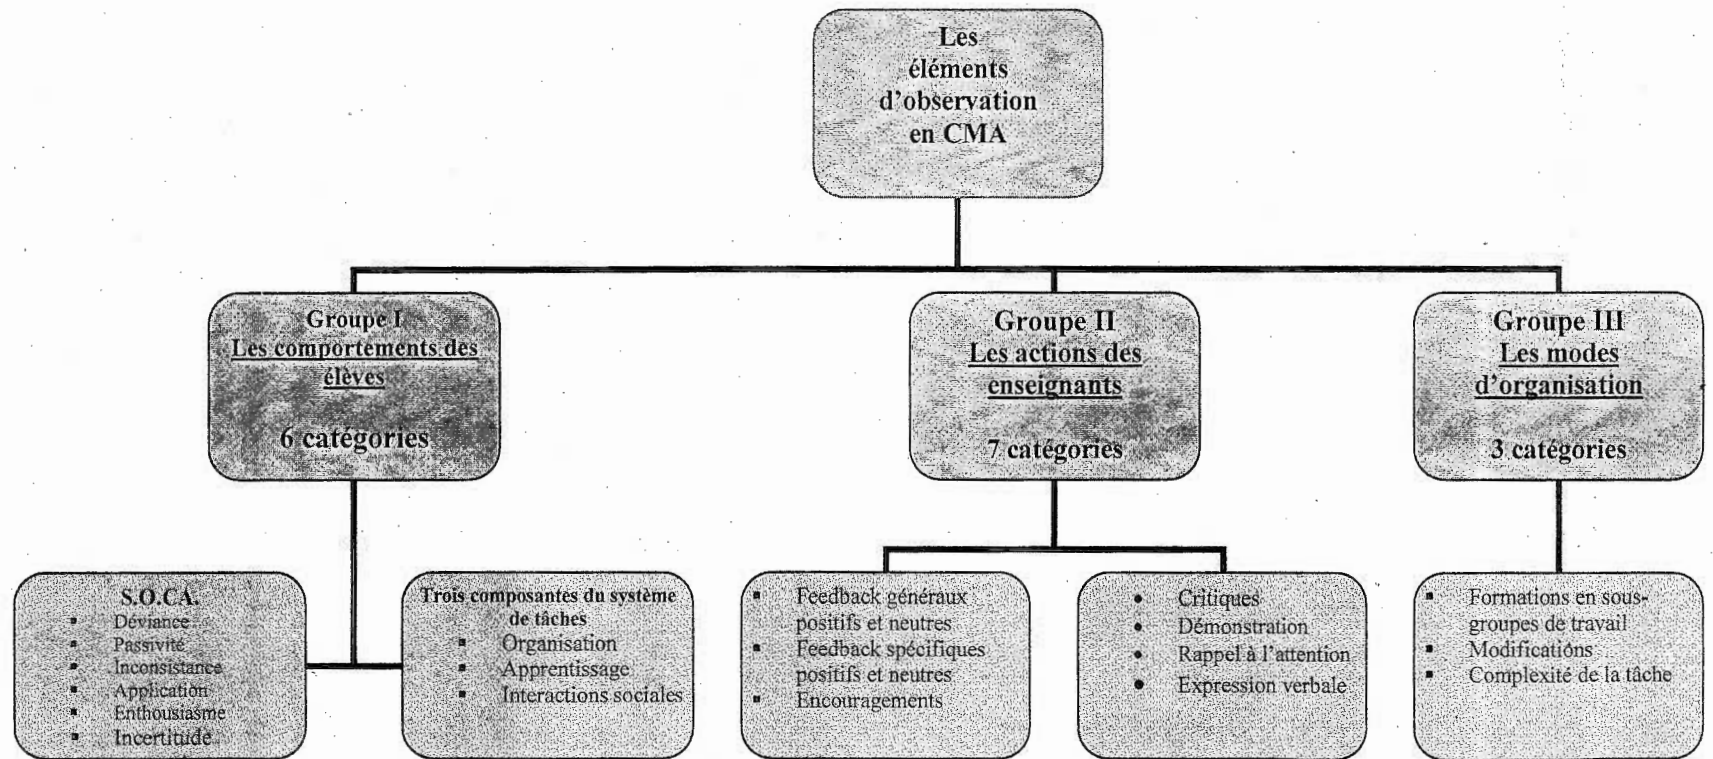 Les
éléments
d'observation
en CMA
Groupe I
Les comportements des
élèves
6 catégories
Groupe II
Les actions des
enseignants
7 catégories
Groupe III
Les modes
d'organisation
3 catégories
S.O.CA.
▪ Déviance
▪ Passivité
▪ Inconsistance
▪ Application
▪ Enthousiasme
▪ Incertitude
Trois composantes du système
de tâches
▪ Organisation
▪ Apprentissage
▪ Interactions sociales
▪ Feedback généraux
positifs et neutres
▪ Feedback spécifiques
positifs et neutres
▪ Encouragements
• Critiques
• Démonstration
• Rappel à l'attention
• Expression verbale
▪ Formations en sous-
groupes de travail
▪ Modifications
▪ Complexité de la tâche